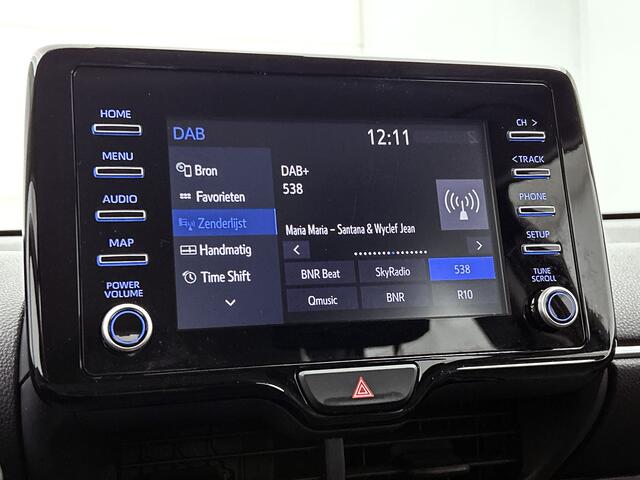 HOME
MENU
AUDIO
MAP
POWER
VOLUME
DAB
12:11
Bron
Favorieten
Zenderlijst
Handmatig
Time Shift
DAB+
538
Maria Maria – Santana & Wyclef Jean
BNR Beat SkyRadio 538
Qmusic BNR R10
CH >
< TRACK
PHONE
SETUP
TUNE
SCROLL